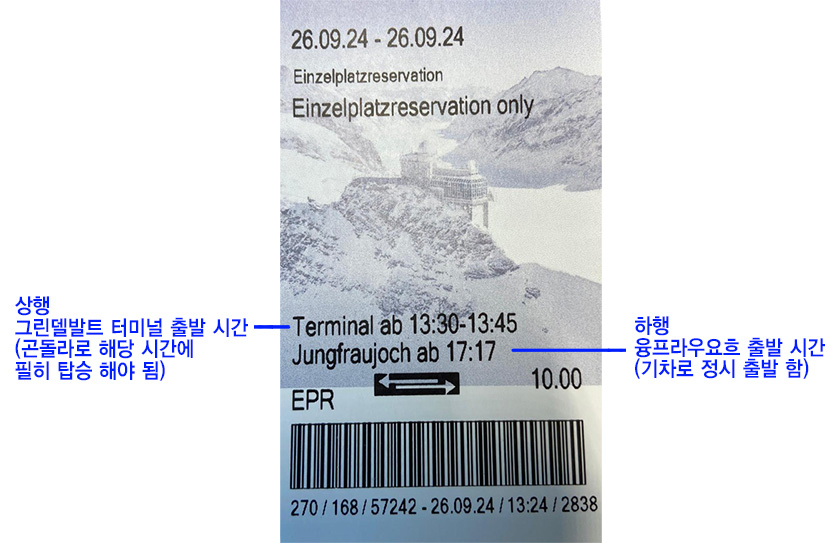 26.09.24 - 26.09.24
Einzelplatzreservation
Einzelplatzreservation only
상행
그린델발트 터미널 출발 시간
(곤돌라로 해당 시간에
필히 탑승 해야 됨)
Terminal ab 13:30-13:45
Jungfraujoch ab 17:17
하행
융프라우요흐 출발 시간
(기차로 정시 출발 함)
10.00
EPR
270 / 168 / 57242 - 26.09.24 / 13:24 / 2838